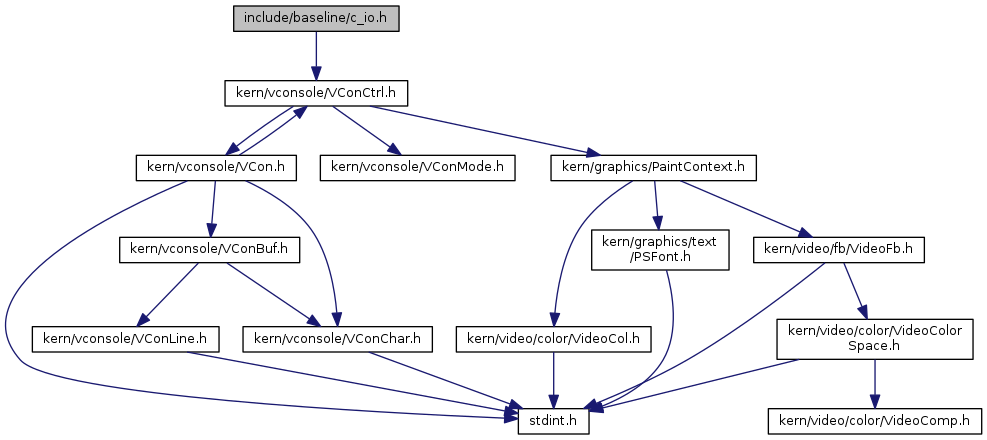 include/baseline/c_io.h
kern/vconsole/VConCtrl.h
kern/vconsole/VCon.h
kern/vconsole/VConMode.h
kern/graphics/PaintContext.h
kern/vconsole/VConBuf.h
kern/graphics/text
/PSFont.h
kern/video/fb/VideoFb.h
kern/vconsole/VConLine.h
kern/vconsole/VConChar.h
kern/video/color/VideoCol.h
kern/video/color/VideoColor
Space.h
stdint.h
kern/video/color/VideoComp.h